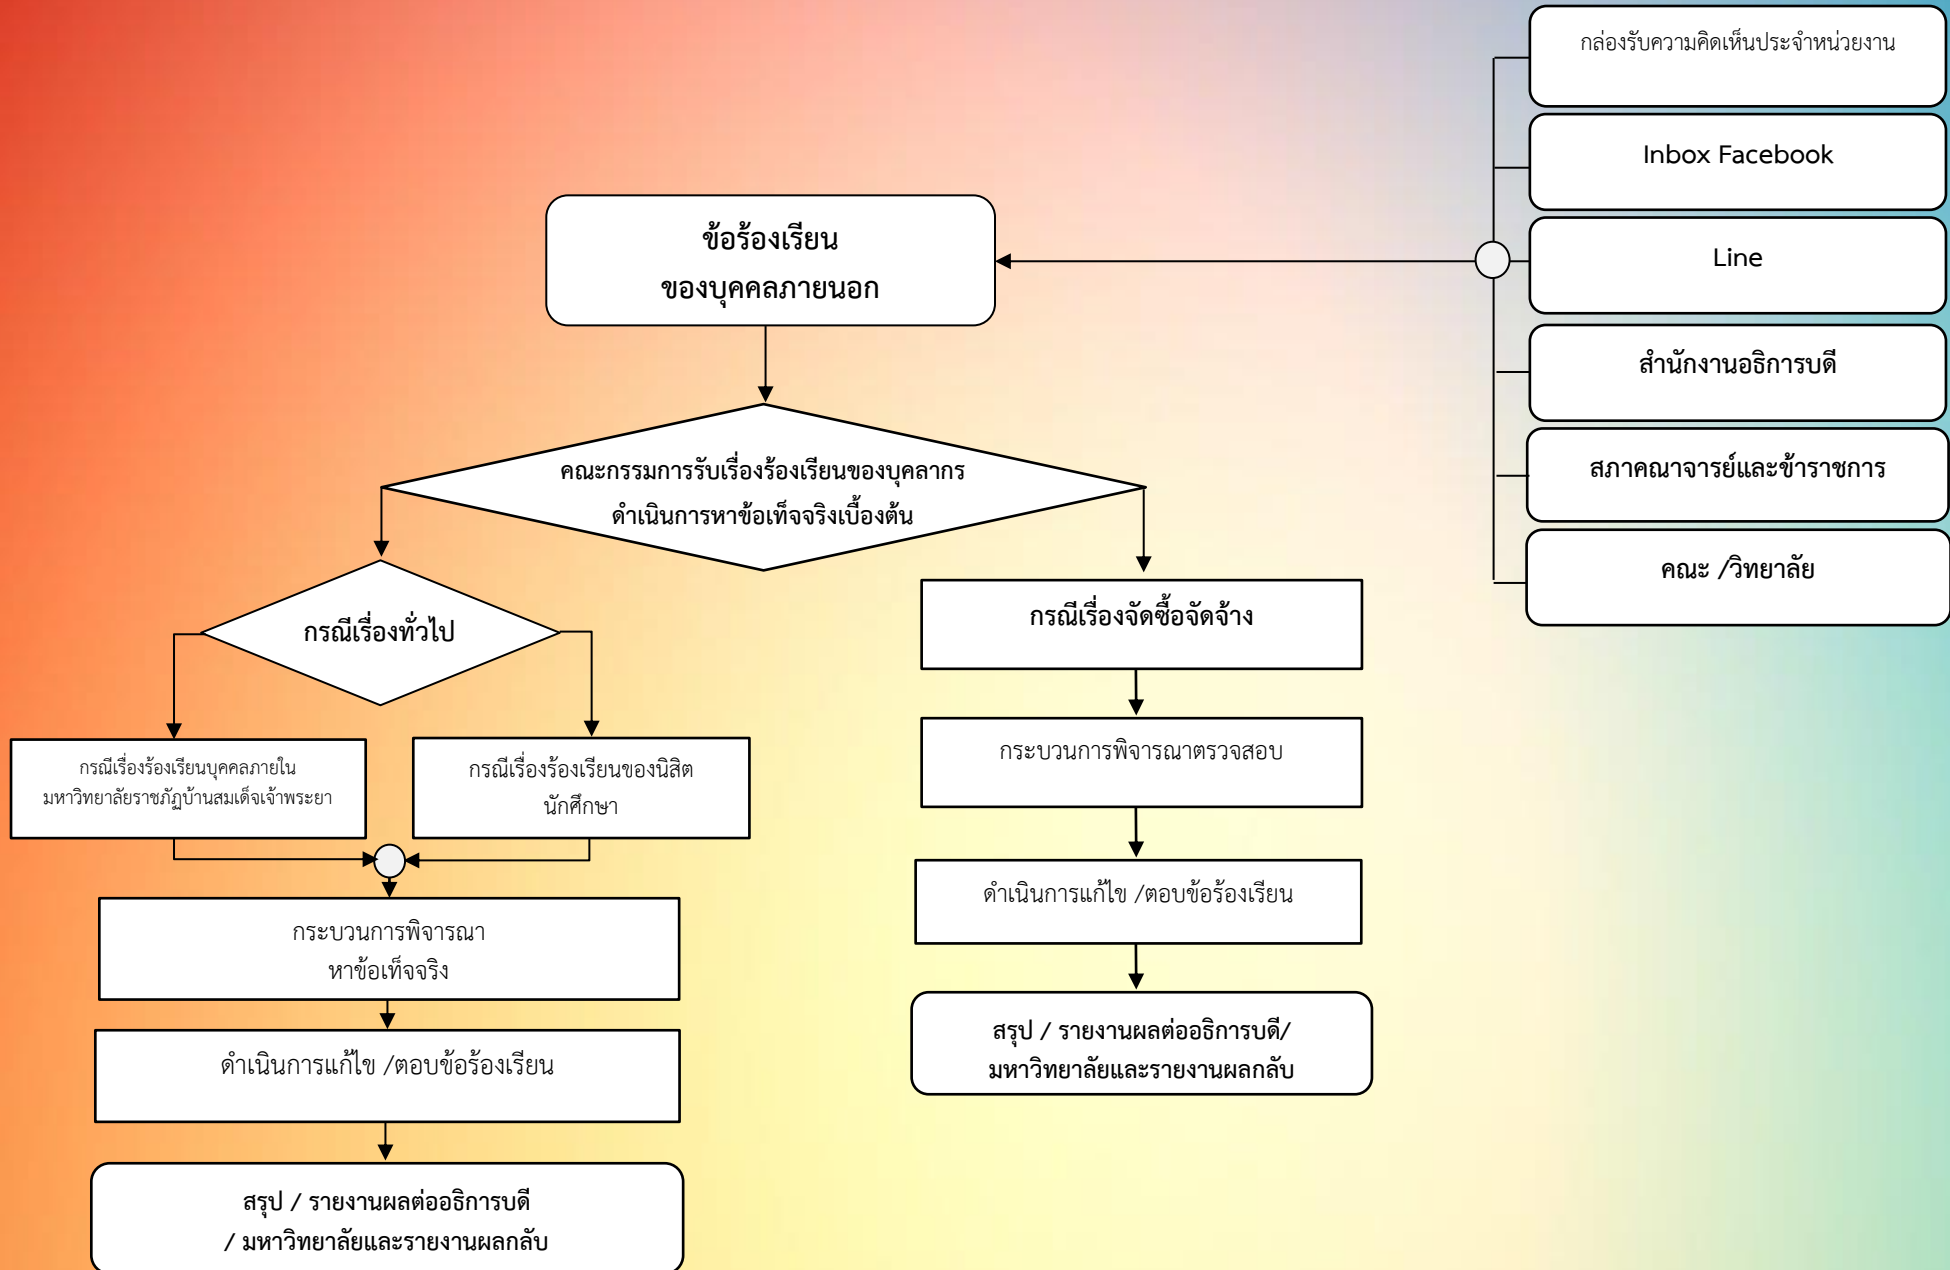 กล่องรับความคิดเห็นประจำหน่วยงาน
Inbox Facebook
Line
สำนักงานอธิการบดี
สภาคณาจารย์และข้าราชการ
คณะ /วิทยาลัย
ข้อร้องเรียน
ของบุคคลภายนอก
คณะกรรมการรับเรื่องร้องเรียนของบุคลากร
ดำเนินการหาข้อเท็จจริงเบื้องต้น
กรณีเรื่องทั่วไป
กรณีเรื่องร้องเรียนบุคคลภายใน
มหาวิทยาลัยราชภัฏบ้านสมเด็จเจ้าพระยา
กรณีเรื่องร้องเรียนของนิสิต
นักศึกษา
กระบวนการพิจารณา
หาข้อเท็จจริง
ดำเนินการแก้ไข /ตอบข้อร้องเรียน
สรุป / รายงานผลต่ออธิการบดี
/ มหาวิทยาลัยและรายงานผลกลับ
กรณีเรื่องจัดซื้อจัดจ้าง
กระบวนการพิจารณาตรวจสอบ
ดำเนินการแก้ไข /ตอบข้อร้องเรียน
สรุป / รายงานผลต่ออธิการบดี/
มหาวิทยาลัยและรายงานผลกลับ